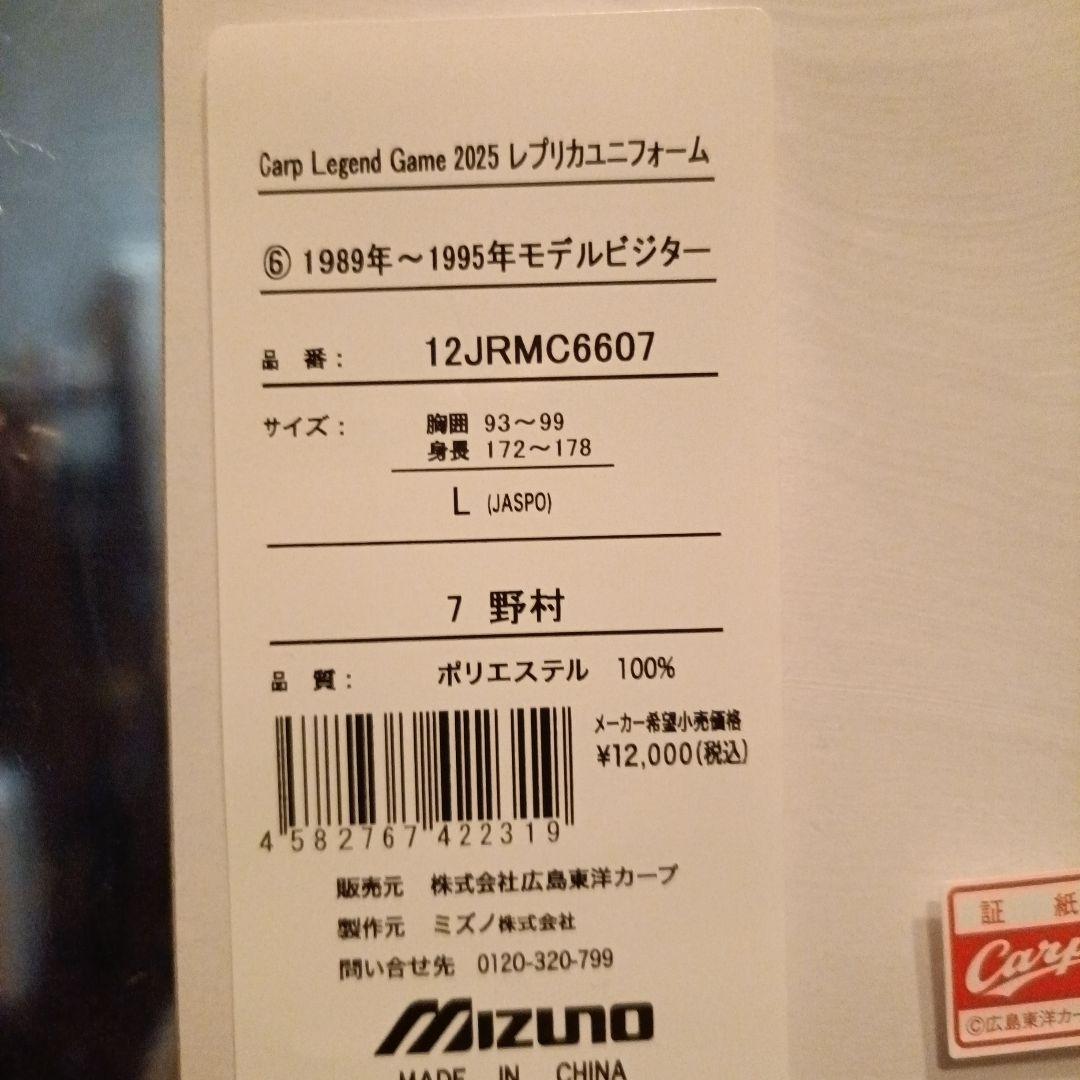 Carp Legend Game 2025 レプリカユニフォーム
⑥ 1989年～1995年モデルビジター
品 番： 12JRMC6607
サイズ： 胸囲 93～99
身長 172～178
L (JASPO)
7 野村
品 質： ポリエステル 100%
メーカー希望小売価格
¥12,000(税込)
4 582767 422319
販売元 株式会社広島東洋カープ
製作元 ミズノ株式会社
問い合せ先 0120-320-799
MIZUNO
MADE IN CHINA
証 紙
Carp
©広島東洋カー